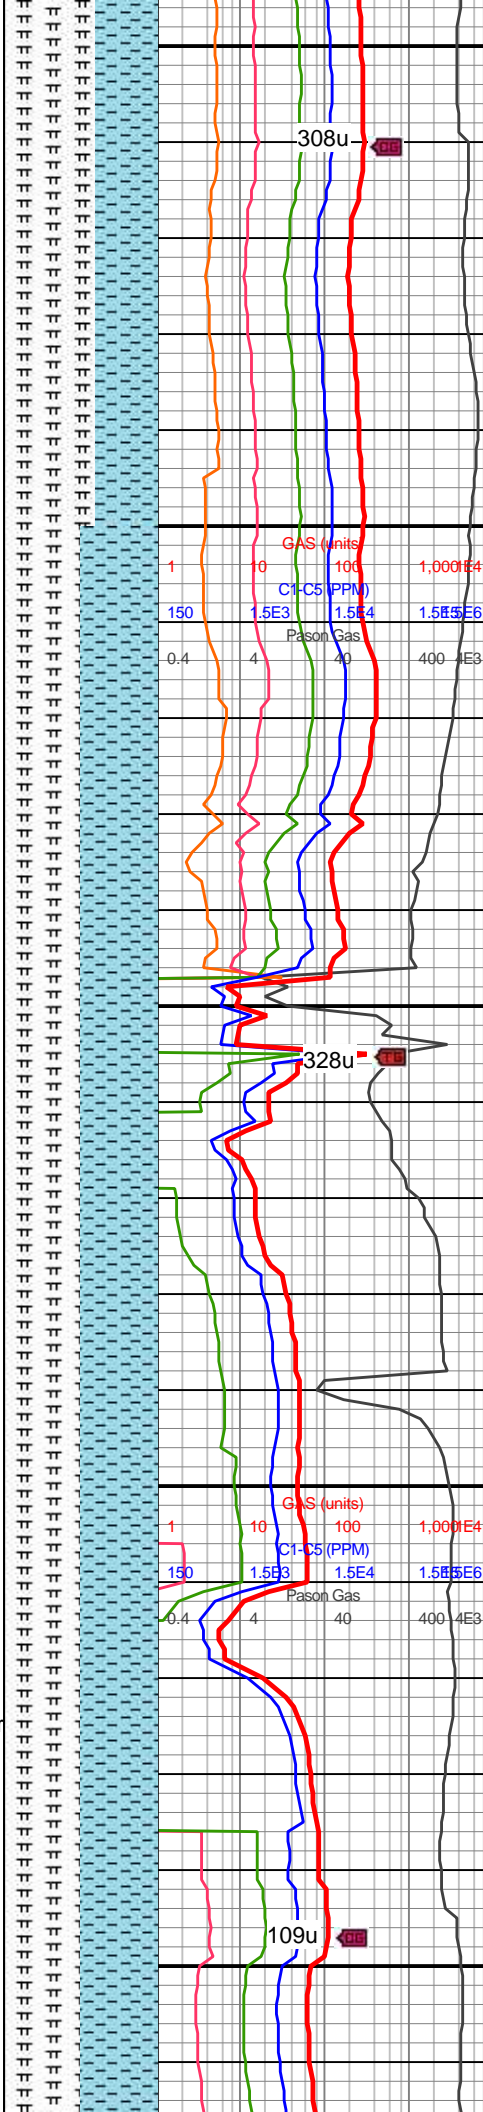 308u
CG
GAS (units)
1 10 100 1,000 1E4
C1-C5 (PPM)
150 1.5E3 1.5E4 1.5E5 1.5E6
Pason Gas
0.4 4 40 400 4E3
328u
TG
GAS (units)
1 10 100 1,000 1E4
C1-C5 (PPM)
150 1.5E3 1.5E4 1.5E5 1.5E6
Pason Gas
0.4 4 40 400 4E3
109u